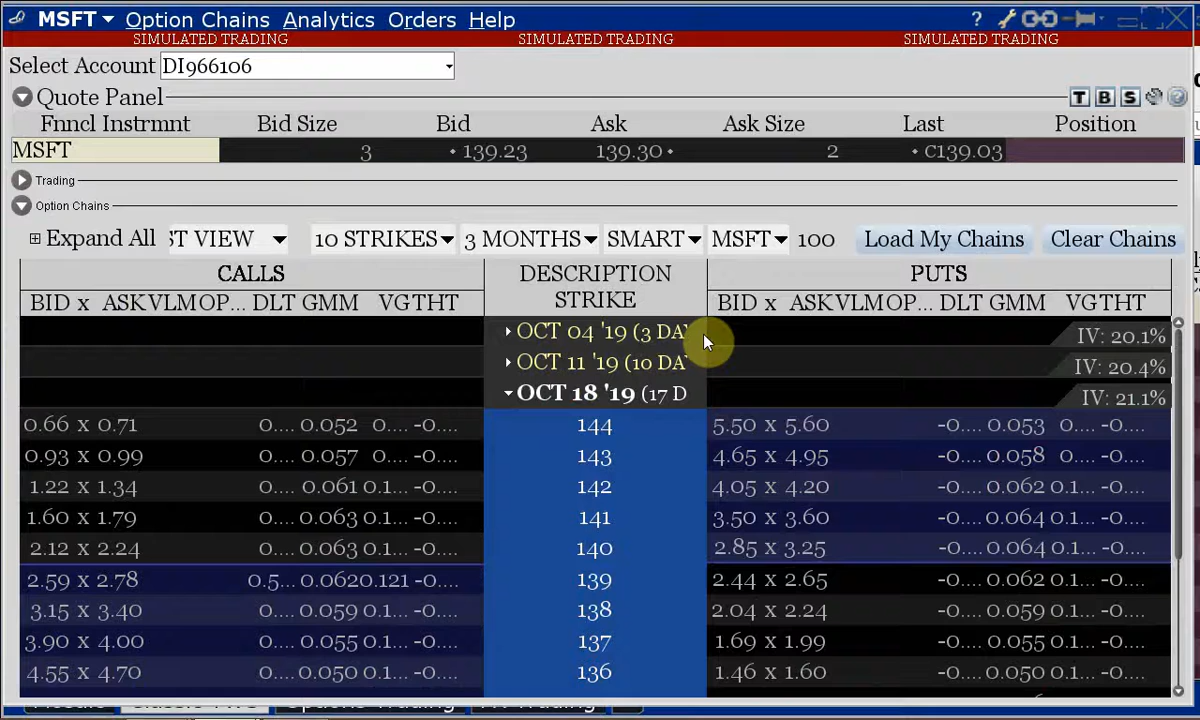 MSFT Option Chains Analytics Orders Help ?
SIMULATED TRADING SIMULATED TRADING SIMULATED TRADING
Select Account DI966106
Quote Panel T B S ?
Fnncl Instrmnt Bid Size Bid Ask Ask Size Last Position
MSFT 3 • 139.23 139.30 • 2 • C139.03
Trading
Option Chains
Expand All ST VIEW 10 STRIKES 3 MONTHS SMART MSFT 100 Load My Chains Clear Chains
CALLS DESCRIPTION PUTS
STRIKE
BID x ASK VLM OP... DLT GMM VG THT BID x ASK VLM OP... DLT GMM VG THT
OCT 04 '19 (3 DAY IV: 20.1%
OCT 11 '19 (10 DA IV: 20.4%
OCT 18 '19 (17 D IV: 21.1%
0.66 x 0.71 0.... 0.052 0.... -0.... 144 5.50 x 5.60 -0.... 0.053 0.... -0....
0.93 x 0.99 0.... 0.057 0.... -0.... 143 4.65 x 4.95 -0.... 0.058 0.... -0....
1.22 x 1.34 0.... 0.061 0.1... -0.... 142 4.05 x 4.20 -0.... 0.062 0.1... -0....
1.60 x 1.79 0.... 0.063 0.1... -0.... 141 3.50 x 3.60 -0.... 0.064 0.1... -0....
2.12 x 2.24 0.... 0.063 0.1... -0.... 140 2.85 x 3.25 -0.... 0.064 0.1... -0....
2.59 x 2.78 0.5... 0.062 0.121 -0.... 139 2.44 x 2.65 -0.... 0.062 0.1... -0....
3.15 x 3.40 0.... 0.059 0.1... -0.... 138 2.04 x 2.24 -0.... 0.059 0.1... -0....
3.90 x 4.00 0.... 0.055 0.1... -0.... 137 1.69 x 1.99 -0.... 0.055 0.1... -0....
4.55 x 4.70 0.... 0.050 0.1... -0.... 136 1.46 x 1.60 -0.... 0.050 0.1... -0....